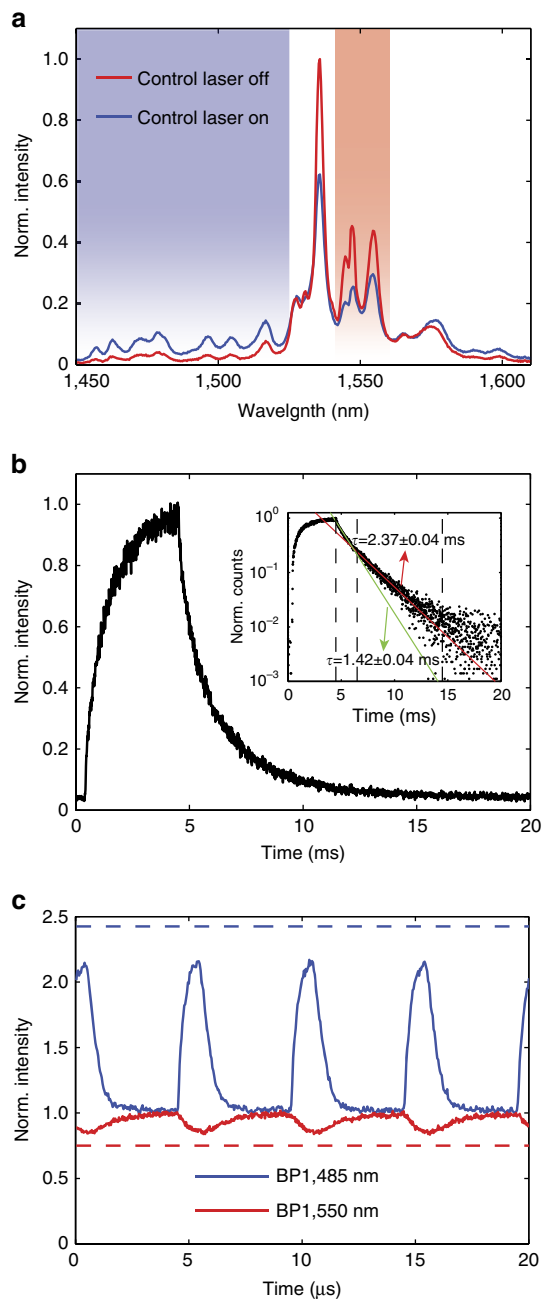 a
Norm. intensity
1.0
0.8
0.6
0.4
0.2
0
Control laser off
Control laser on
1,450
1,500
1,550
1,600
Wavelgnth (nm)
b
Norm. intensity
1.0
0.8
0.6
0.4
0.2
0
Norm. counts
10⁰
10⁻¹
10⁻²
10⁻³
τ=2.37±0.04 ms
τ=1.42±0.04 ms
0
5
10
15
20
Time (ms)
0
5
10
15
20
Time (ms)
c
Norm. intensity
2.5
2.0
1.5
1.0
0.5
0
BP1,485 nm
BP1,550 nm
0
5
10
15
20
Time (μs)